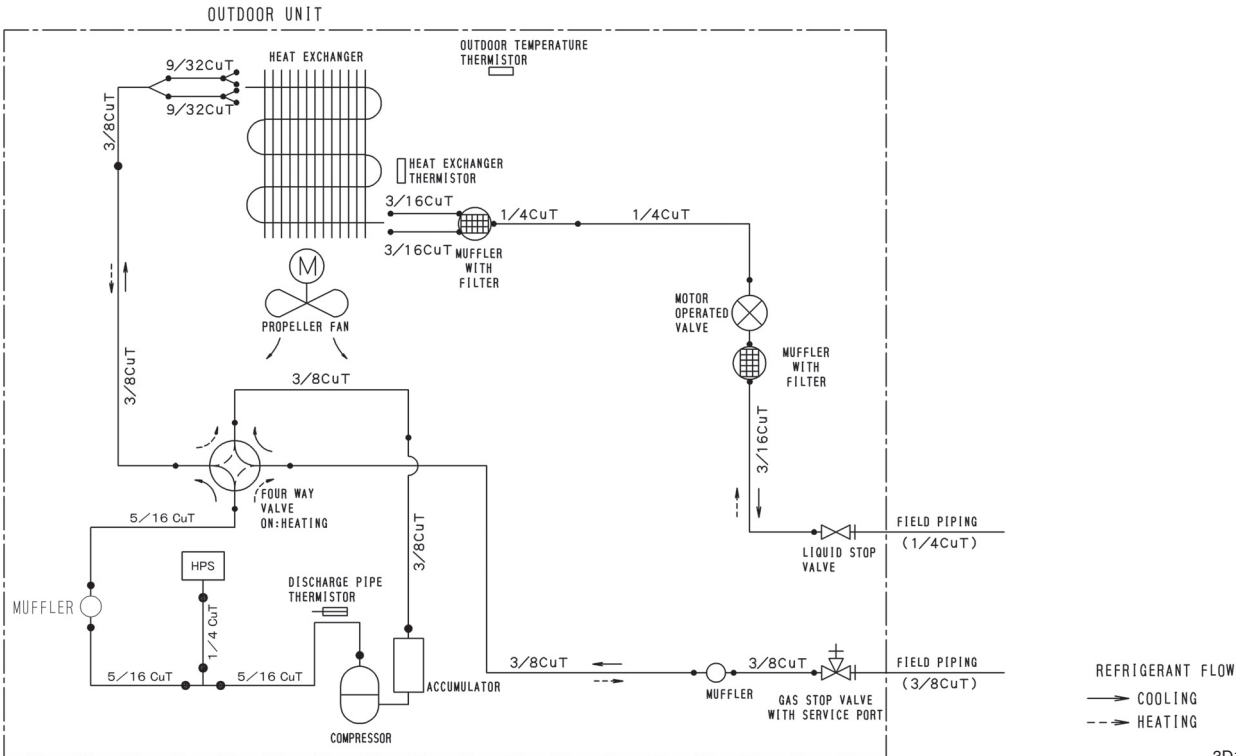 OUTDOOR UNIT
HEAT EXCHANGER
OUTDOOR TEMPERATURE
THERMISTOR
9/32CuT
9/32CuT
3/8CuT
HEAT EXCHANGER
THERMISTOR
3/16CuT
3/16CuT
1/4CuT
1/4CuT
MUFFLER
WITH
FILTER
M
PROPELLER FAN
MOTOR
OPERATED
VALVE
MUFFLER
WITH
FILTER
3/8CuT
3/8CuT
3/16CuT
FOUR WAY
VALVE
ON:HEATING
5/16 CuT
HPS
1/4 CuT
MUFFLER
DISCHARGE PIPE
THERMISTOR
3/8CuT
LIQUID STOP
VALVE
FIELD PIPING
(1/4CuT)
5/16 CuT
5/16 CuT
ACCUMULATOR
COMPRESSOR
3/8CuT
MUFFLER
3/8CuT
GAS STOP VALVE
WITH SERVICE PORT
FIELD PIPING
(3/8CuT)
REFRIGERANT FLOW
COOLING
HEATING